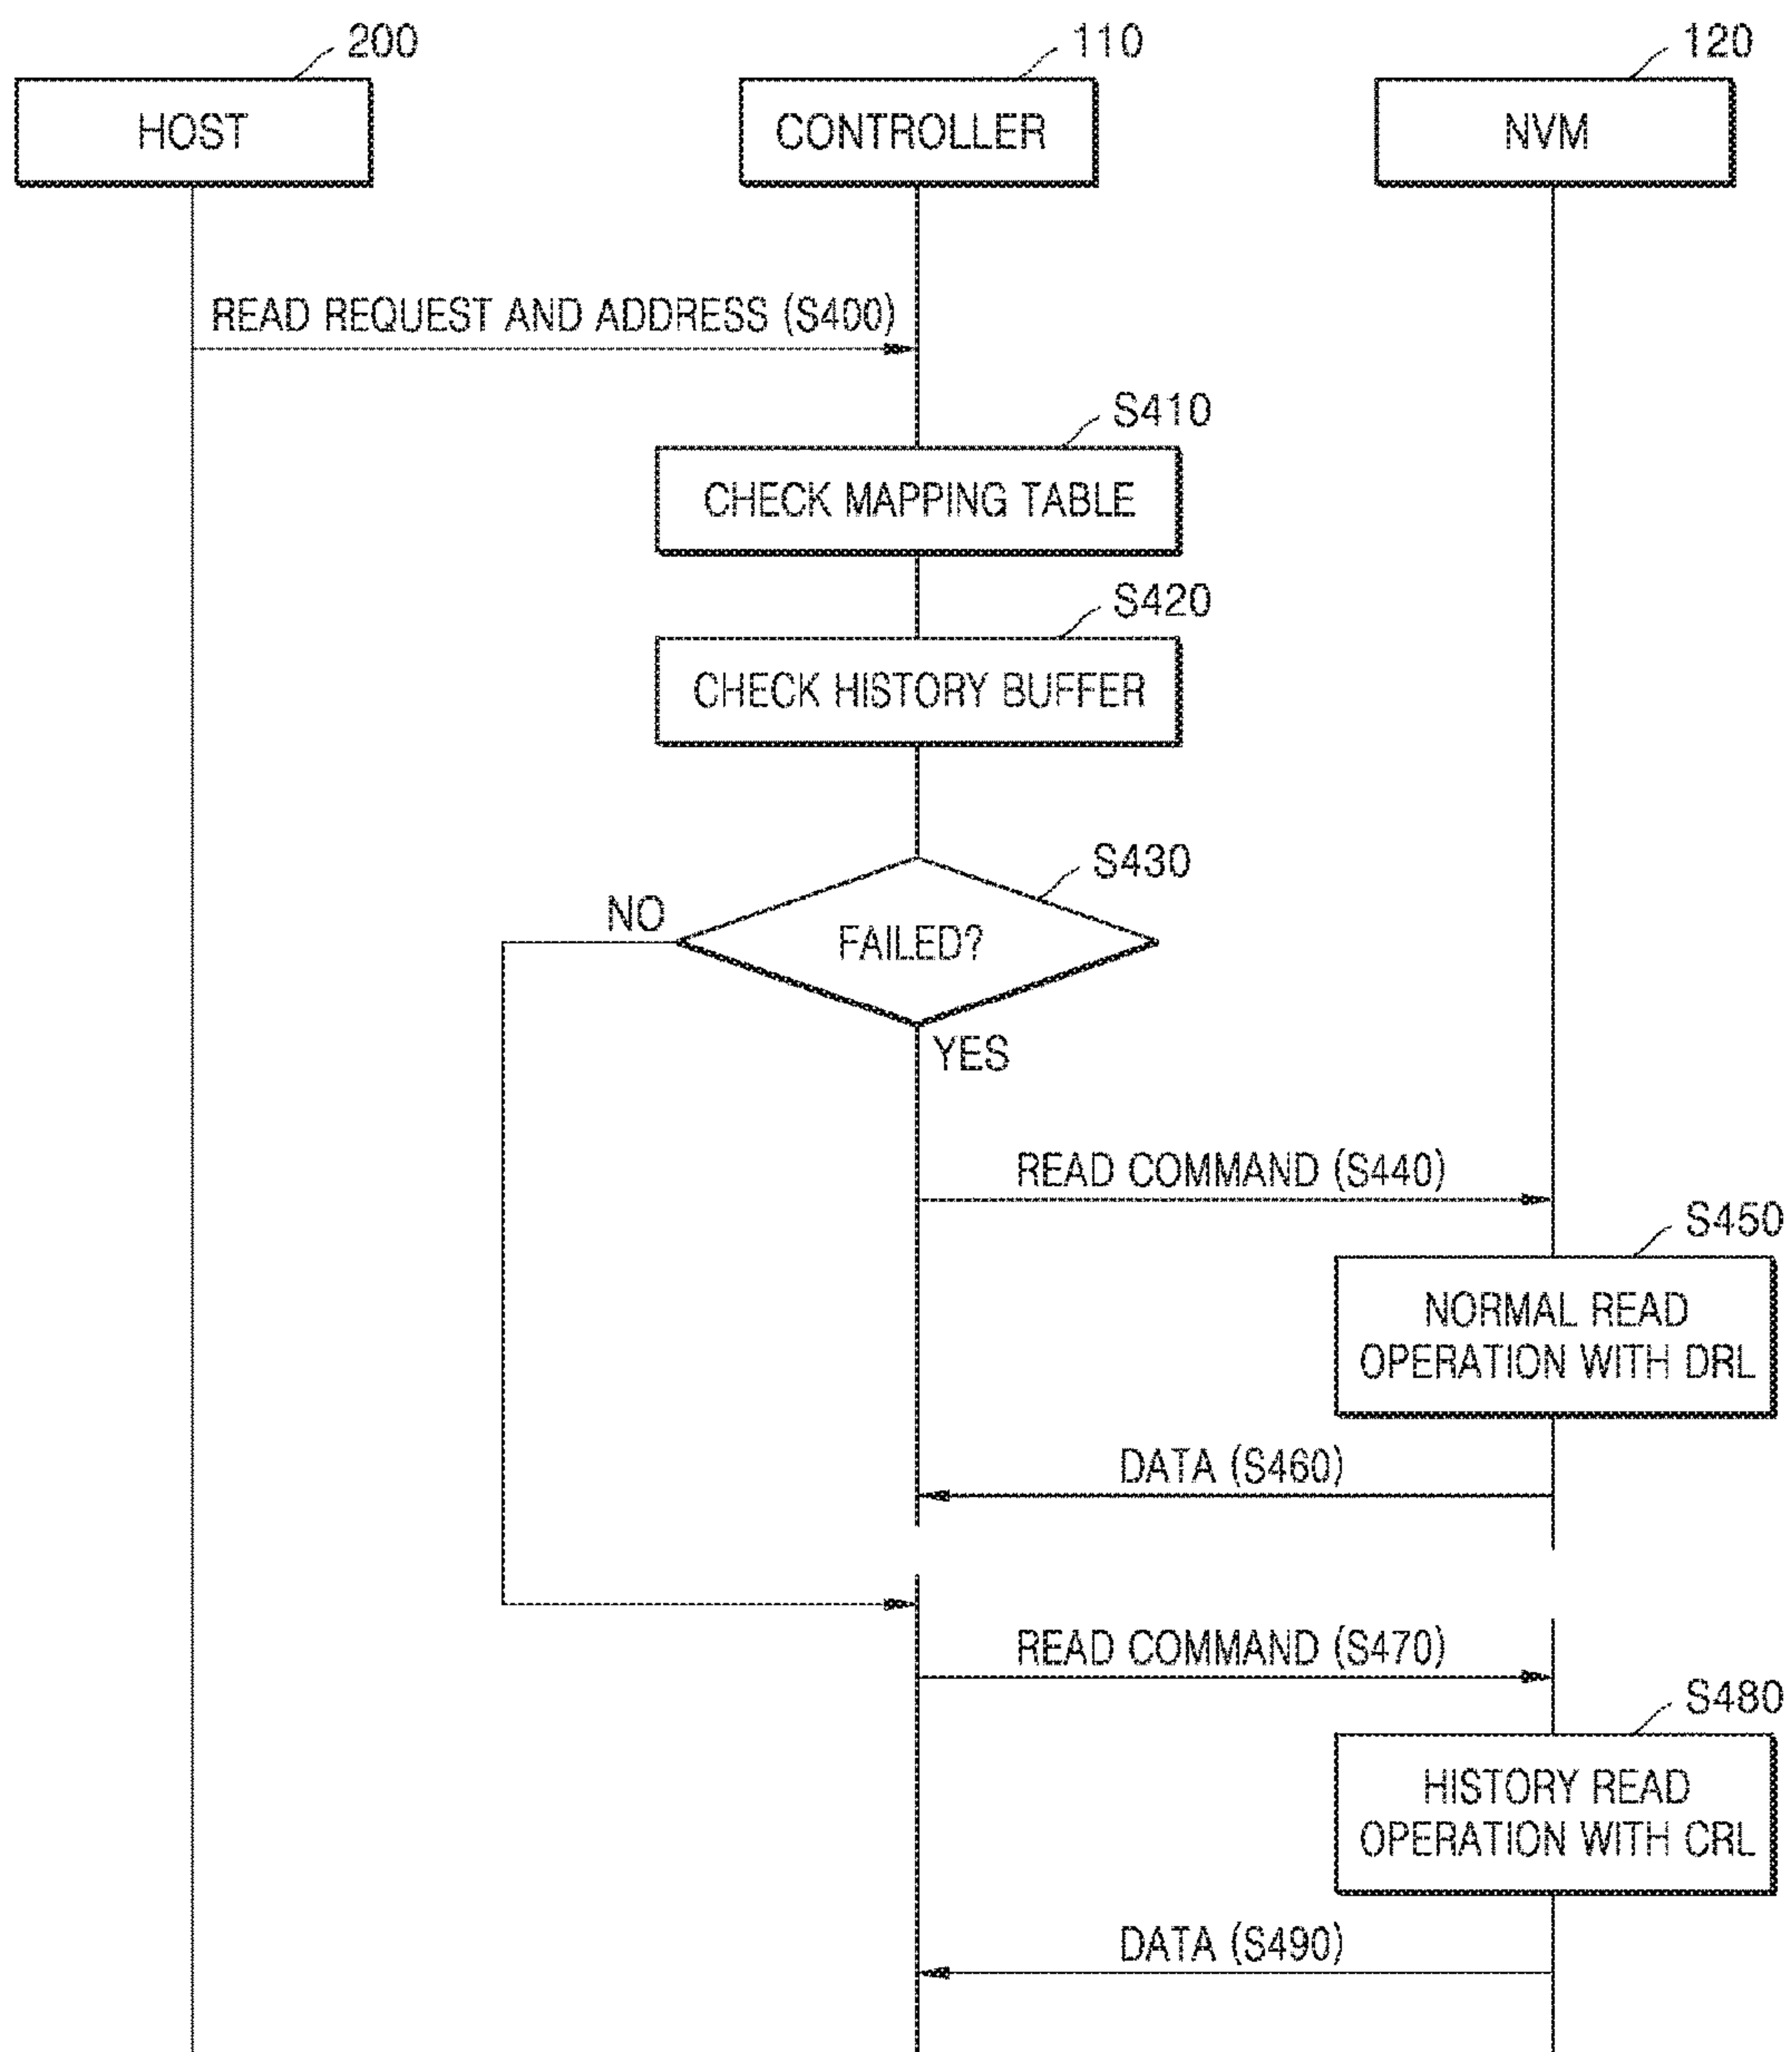 200
110
120
HOST
CONTROLLER
NVM
READ REQUEST AND ADDRESS (S400)
S410
CHECK MAPPING TABLE
S420
CHECK HISTORY BUFFER
S430
NO
FAILED?
YES
READ COMMAND (S440)
S450
NORMAL READ
OPERATION WITH DRL
DATA (S460)
READ COMMAND (S470)
S480
HISTORY READ
OPERATION WITH CRL
DATA (S490)